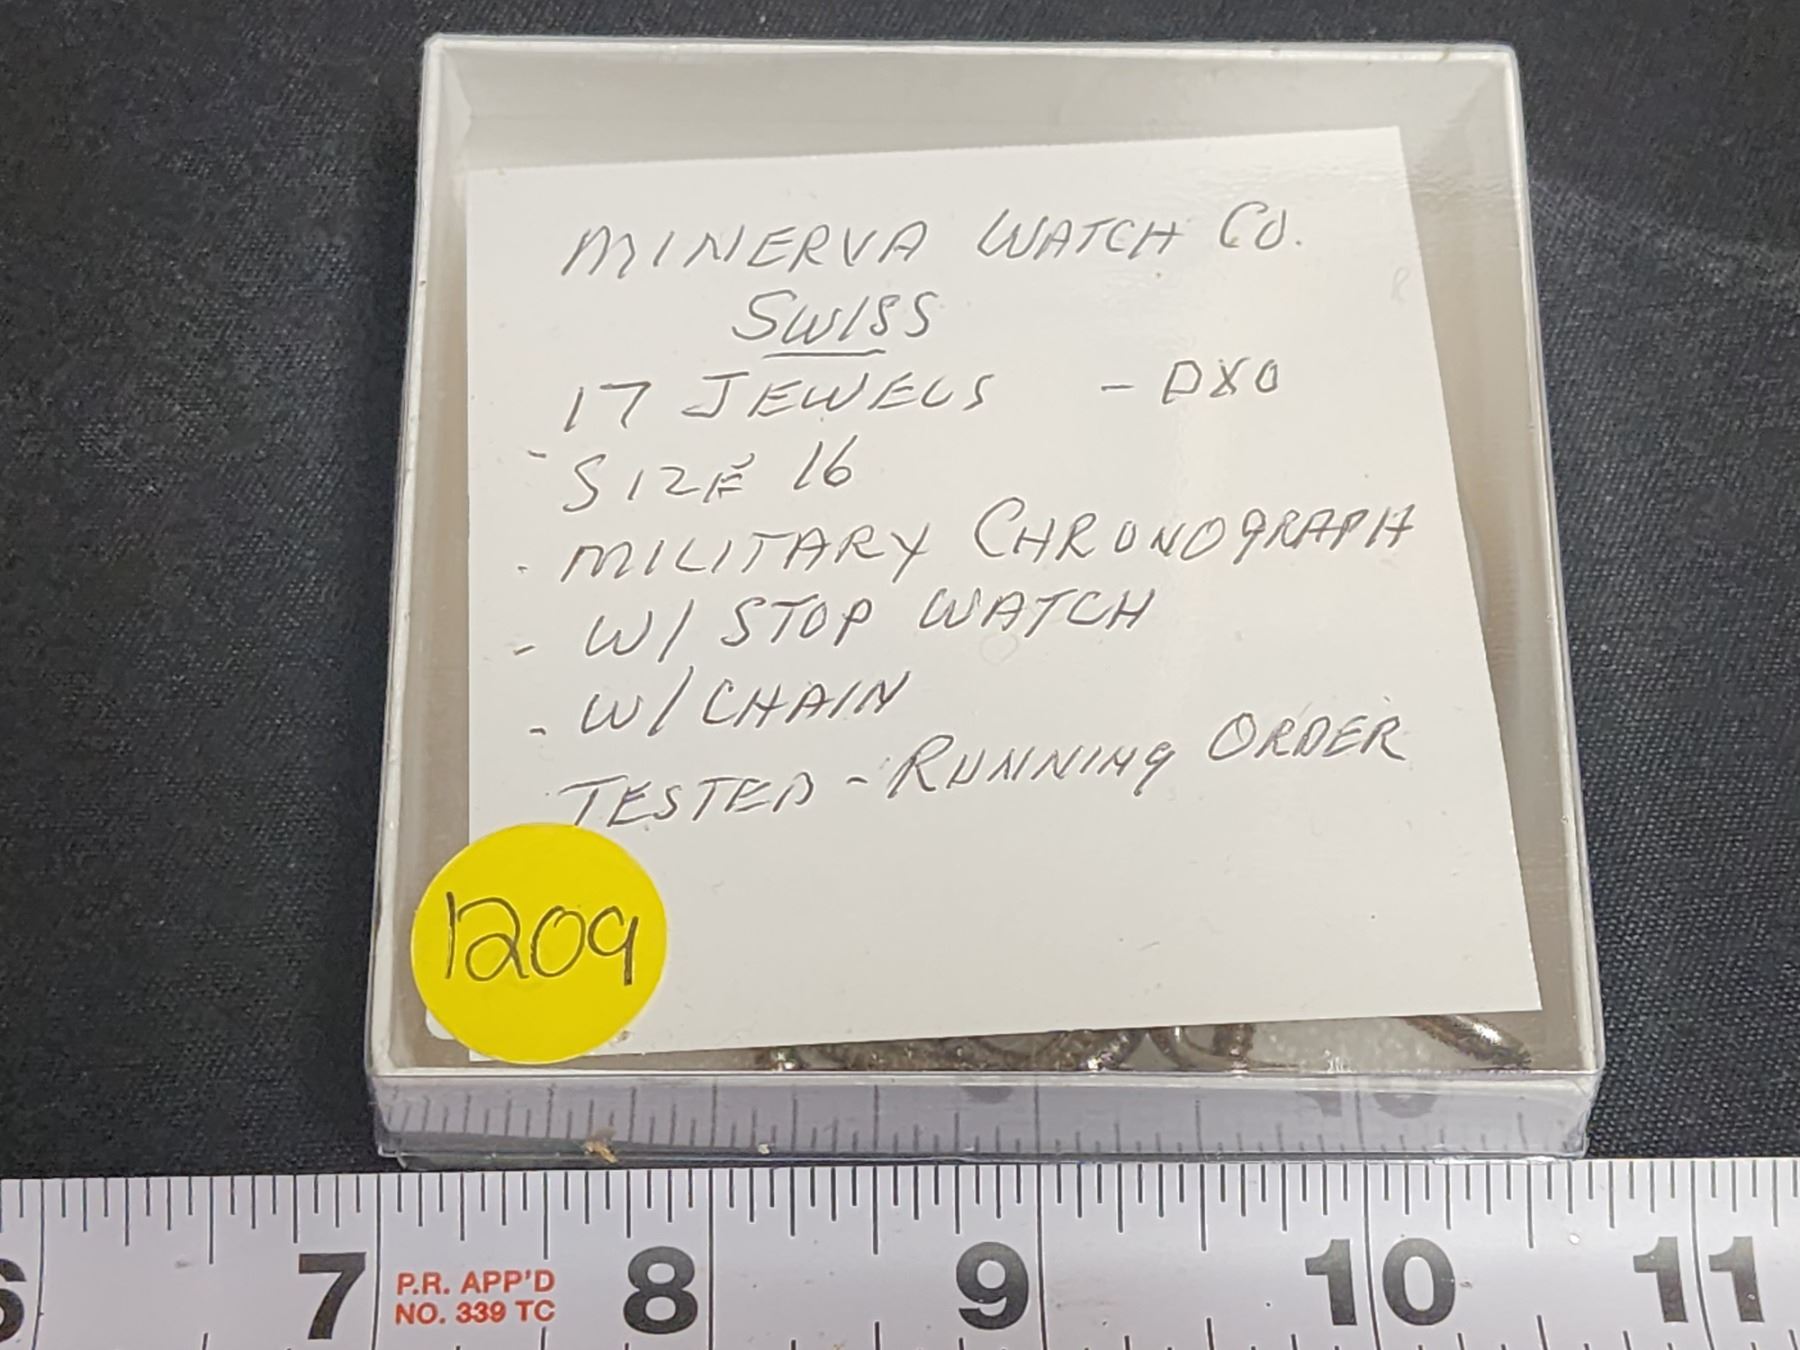 MINERVA WATCH CO.
SWISS
17 JEWELS - DXO
- SIZE 16
- MILITARY CHRONOGRAPH
- W/ STOP WATCH
- W/ CHAIN
TESTED - RUNNING ORDER
1209
6 7 8 9 10 11
P.R. APP'D
NO. 339 TC